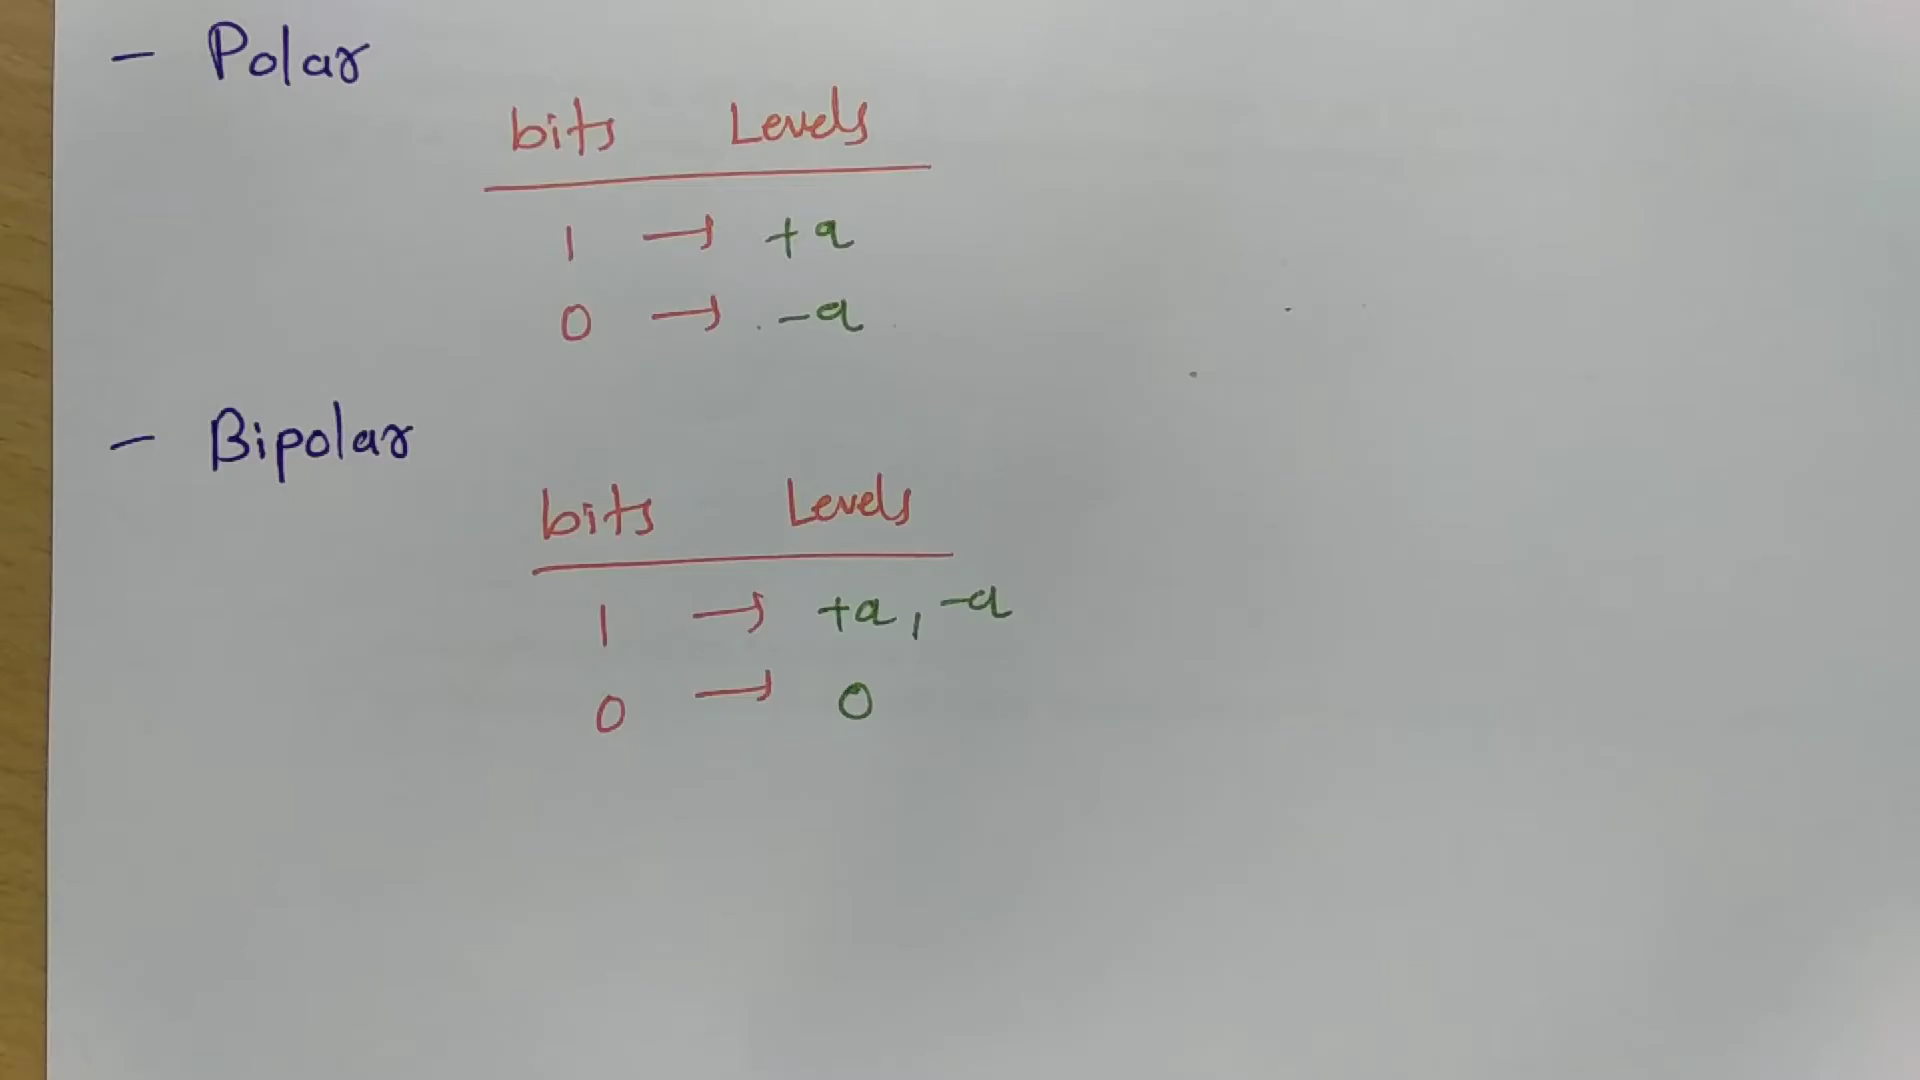 - Polar
bits Levels
1 → +a
0 → -a
- Bipolar
bits Levels
1 → +a, -a
0 → 0